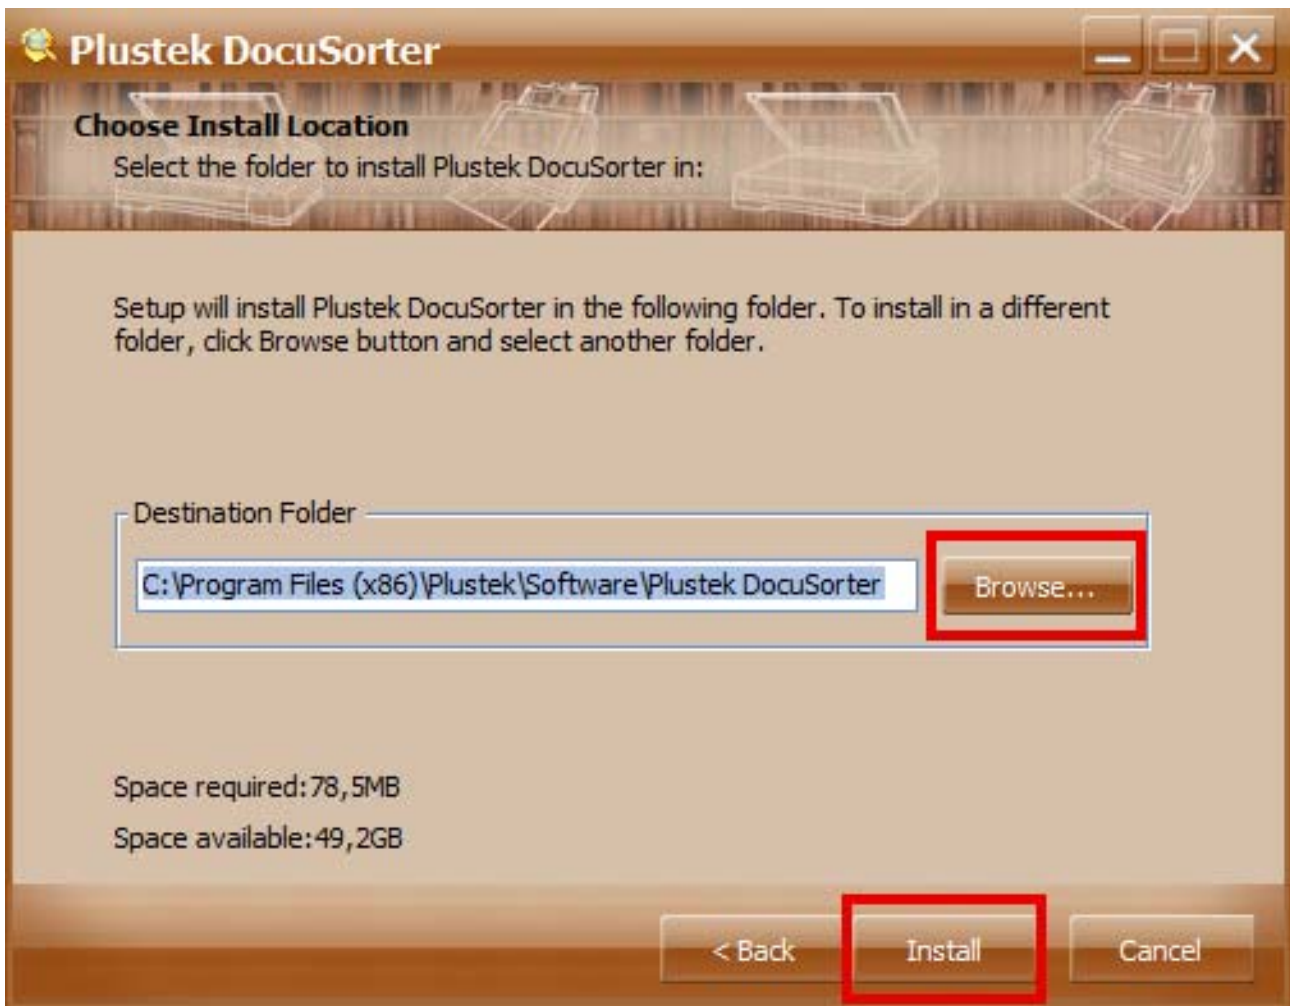 Plustek DocuSorter
Choose Install Location
Select the folder to install Plustek DocuSorter in:
Setup will install Plustek DocuSorter in the following folder. To install in a different
folder, click Browse button and select another folder.
Destination Folder
C:\Program Files (x86)\Plustek\Software\Plustek DocuSorter
Browse...
Space required:78,5MB
Space available:49,2GB
< Back
Install
Cancel